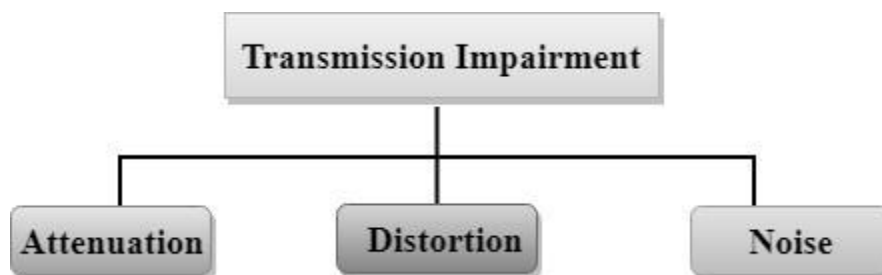 Transmission Impairment
Attenuation
Distortion
Noise